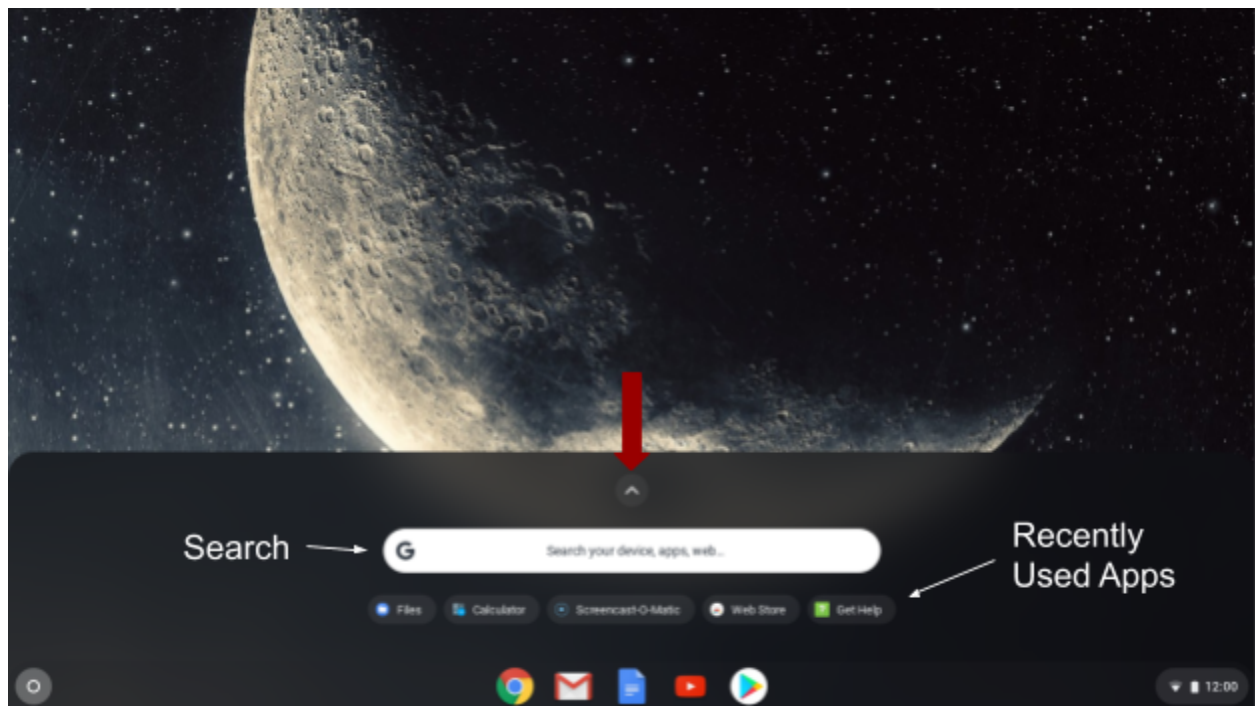 Search
G
Search your device, apps, web...
Recently
Used Apps
Files
Calculator
Screencast-O-Matic
Web Store
Get Help
12:00